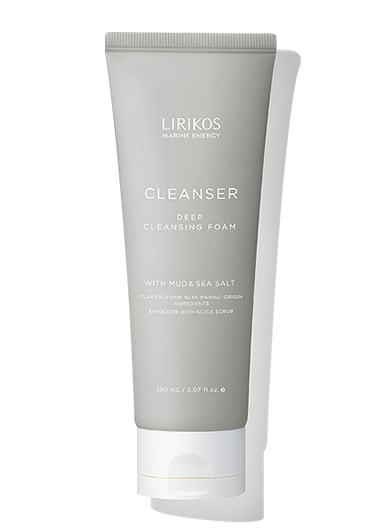 LIRIKOS
MARINE ENERGY
CLEANSER
DEEP
CLEANSING FOAM
WITH MUD & SEA SALT
CLARIFIED SKIN WITH MARINE-ORIGIN
INGREDIENTS
EXFOLIATE WITH SILICA SCRUB
150 mL / 5.07 fl.oz. ℮